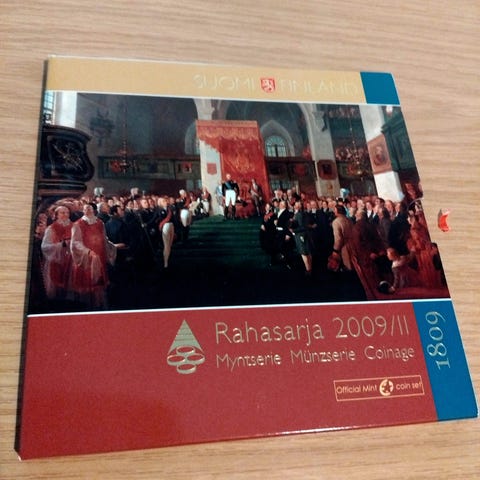 SUOMI FINLAND
Rahasarja 2009/II
Myntserie Münzserie Coinage
Official Mint coin set
1809